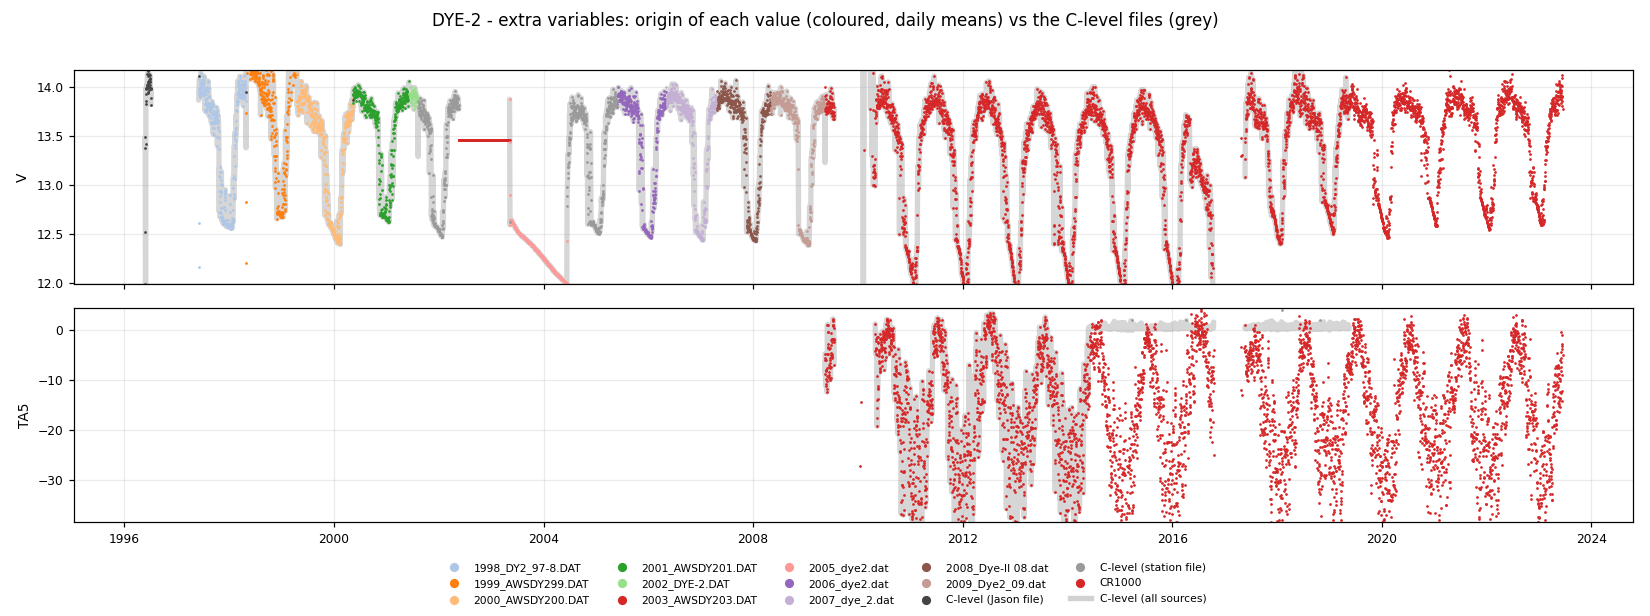 DYE-2 - extra variables: origin of each value (coloured, daily means) vs the C-level files (grey)
14.0
13.5
13.0
12.5
12.0
V
0
−10
−20
−30
TA5
1996 2000 2004 2008 2012 2016 2020 2024
1998_DY2_97-8.DAT 2001_AWSDY201.DAT 2005_dye2.dat 2008_Dye-II 08.dat C-level (station file)
1999_AWSDY299.DAT 2002_DYE-2.DAT 2006_dye2.dat 2009_Dye2_09.dat CR1000
2000_AWSDY200.DAT 2003_AWSDY203.DAT 2007_dye_2.dat C-level (Jason file) C-level (all sources)